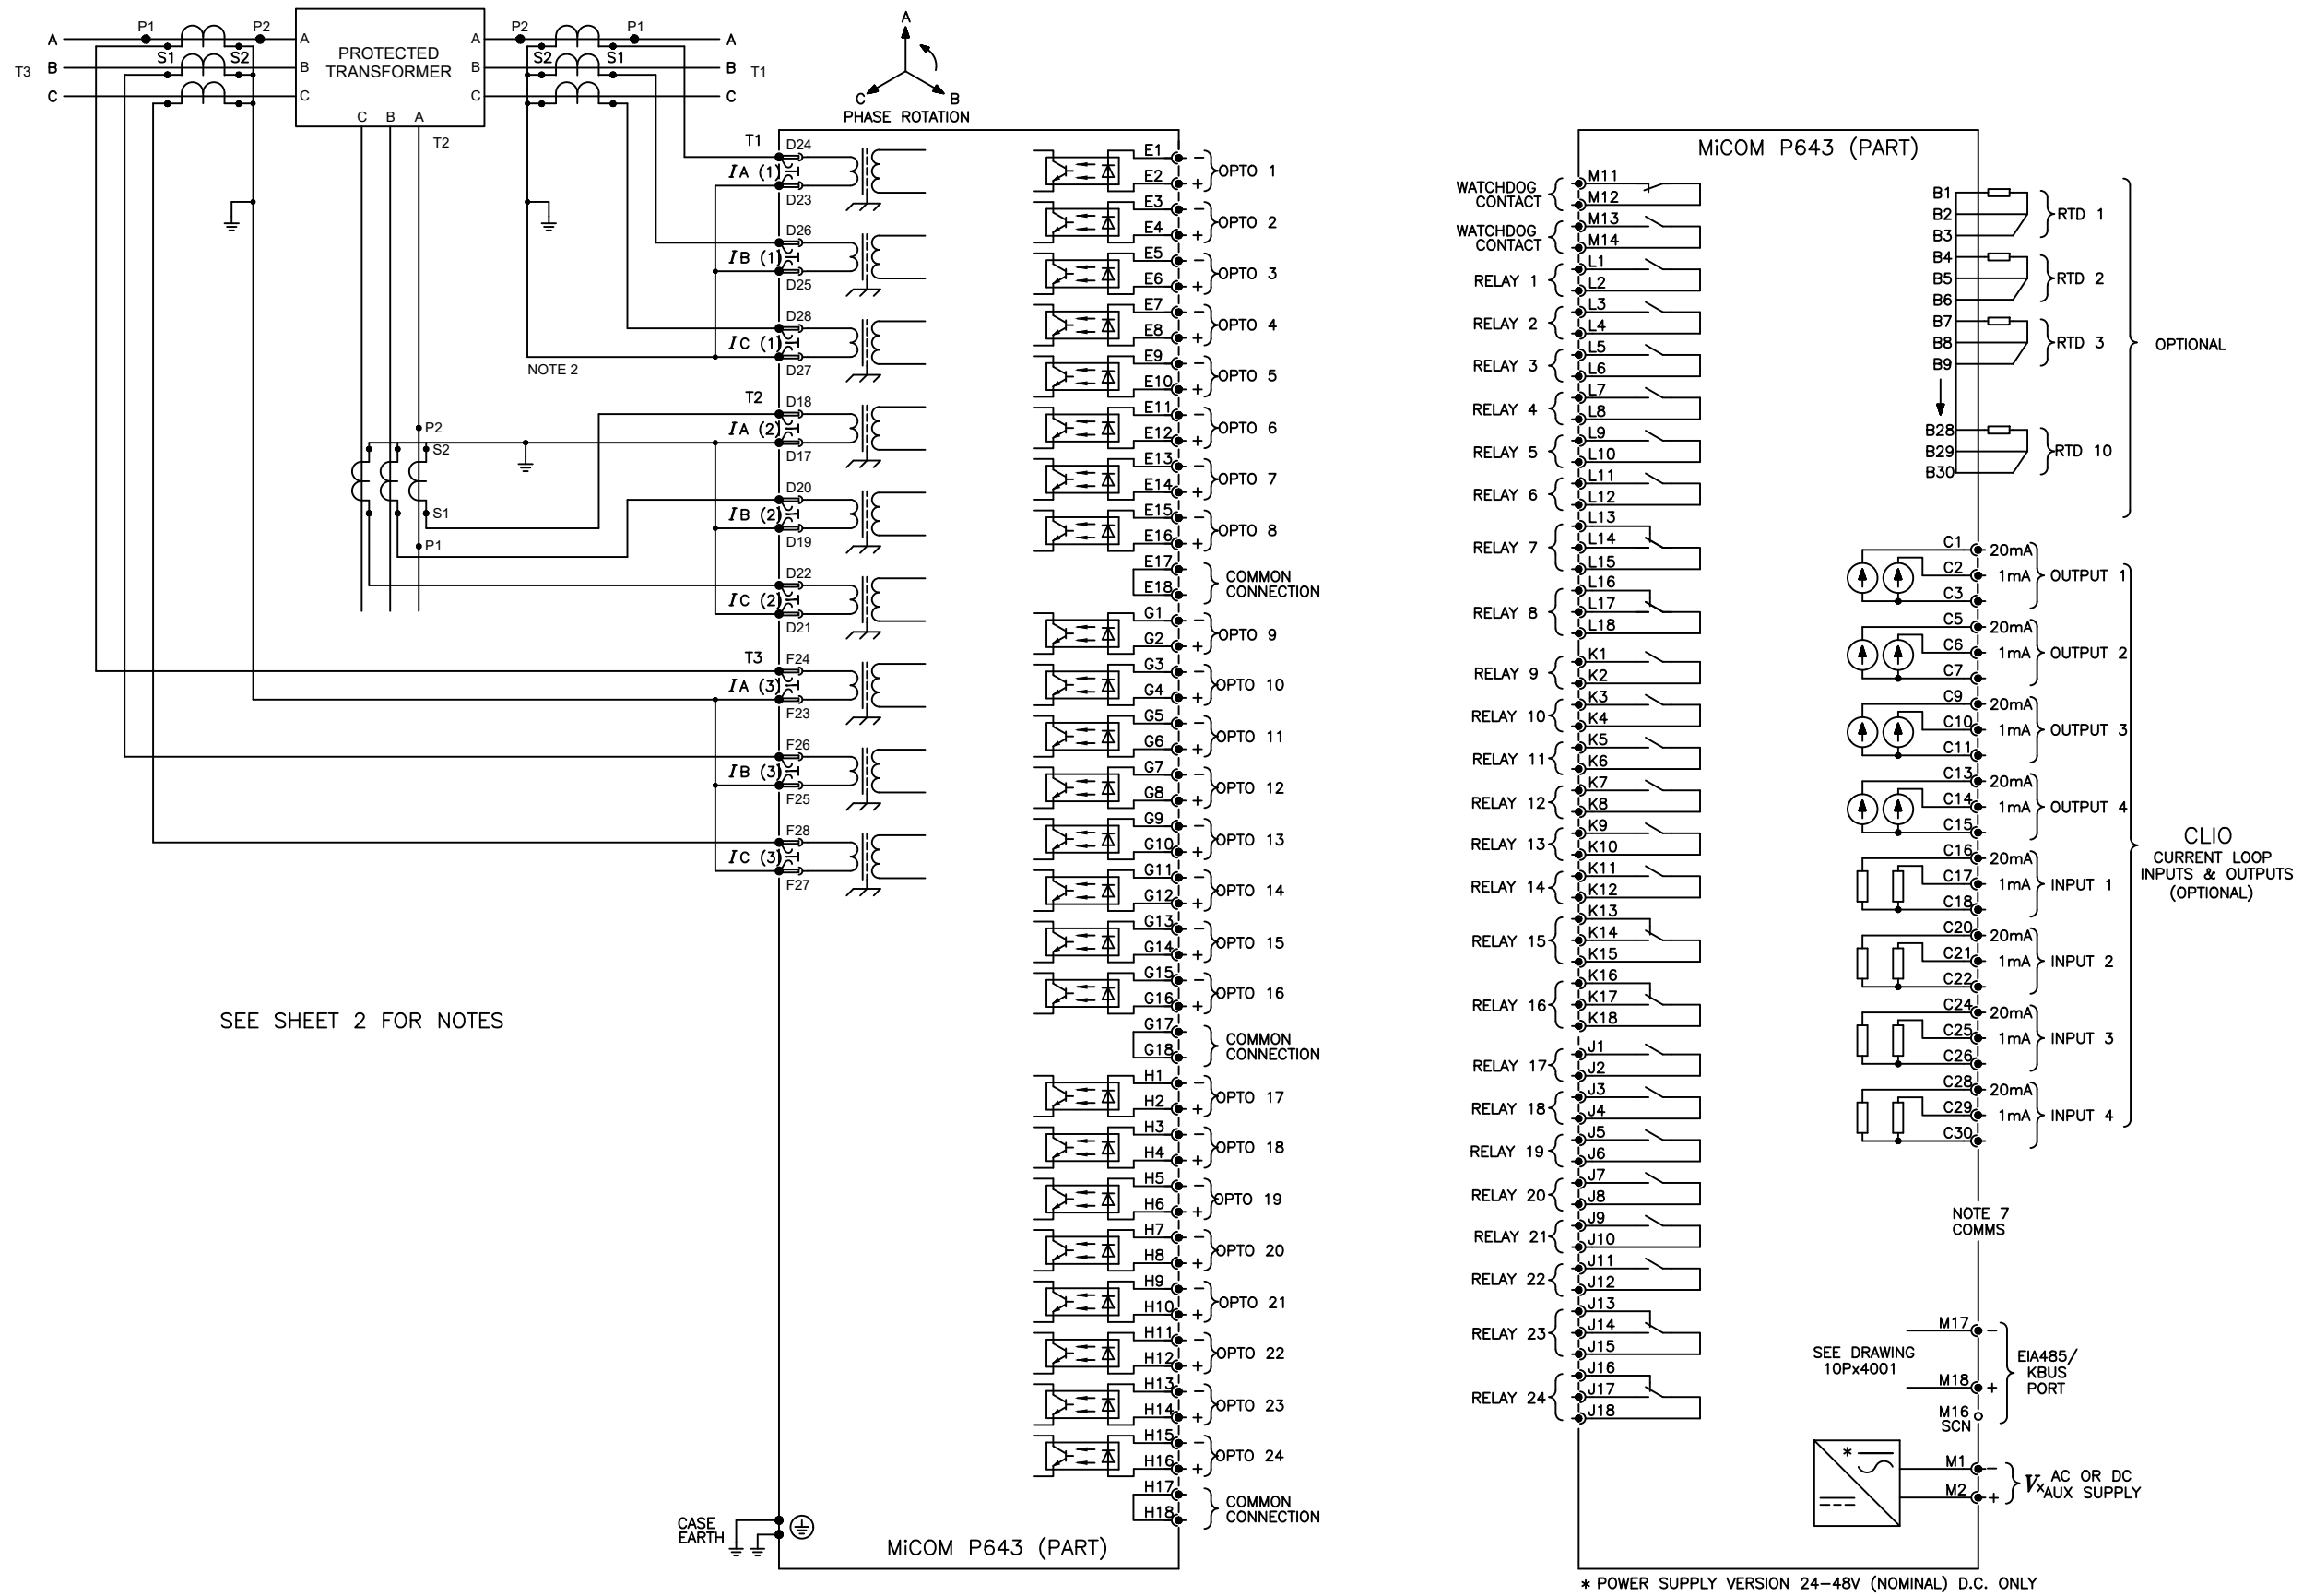 P1 P2 P2 P1
A A PROTECTED TRANSFORMER A A
S1 S2 S2 S1
T3 B B B B T1
C C C C
C B A
T2
A
C B
PHASE ROTATION
NOTE 2
P2
S2
S1
P1
T1 D24
IA (1)
D23
D26
IB (1)
D25
D28
IC (1)
D27
T2 D18
IA (2)
D17
D20
IB (2)
D19
D22
IC (2)
D21
T3 F24
IA (3)
F23
F26
IB (3)
F25
F28
IC (3)
F27
SEE SHEET 2 FOR NOTES
CASE
EARTH
E1 −
E2 + OPTO 1
E3 −
E4 + OPTO 2
E5 −
E6 + OPTO 3
E7 −
E8 + OPTO 4
E9 −
E10 + OPTO 5
E11 −
E12 + OPTO 6
E13 −
E14 + OPTO 7
E15 −
E16 + OPTO 8
E17
E18
COMMON
CONNECTION
G1 −
G2 + OPTO 9
G3 −
G4 + OPTO 10
G5 −
G6 + OPTO 11
G7 −
G8 + OPTO 12
G9 −
G10 + OPTO 13
G11 −
G12 + OPTO 14
G13 −
G14 + OPTO 15
G15 −
G16 + OPTO 16
G17
G18
COMMON
CONNECTION
H1 −
H2 + OPTO 17
H3 −
H4 + OPTO 18
H5 −
H6 + OPTO 19
H7 −
H8 + OPTO 20
H9 −
H10 + OPTO 21
H11 −
H12 + OPTO 22
H13 −
H14 + OPTO 23
H15 −
H16 + OPTO 24
H17
H18
COMMON
CONNECTION
MiCOM P643 (PART)
MiCOM P643 (PART)
WATCHDOG
CONTACT
M11
M12
WATCHDOG
CONTACT
M13
M14
RELAY 1
L1
L2
RELAY 2
L3
L4
RELAY 3
L5
L6
RELAY 4
L7
L8
RELAY 5
L9
L10
RELAY 6
L11
L12
RELAY 7
L13
L14
L15
RELAY 8
L16
L17
L18
RELAY 9
K1
K2
RELAY 10
K3
K4
RELAY 11
K5
K6
RELAY 12
K7
K8
RELAY 13
K9
K10
RELAY 14
K11
K12
RELAY 15
K13
K14
K15
RELAY 16
K16
K17
K18
RELAY 17
J1
J2
RELAY 18
J3
J4
RELAY 19
J5
J6
RELAY 20
J7
J8
RELAY 21
J9
J10
RELAY 22
J11
J12
RELAY 23
J13
J14
J15
RELAY 24
J16
J17
J18
B1
B2 RTD 1
B3
B4
B5 RTD 2
B6
B7
B8 RTD 3
B9
B28
B29 RTD 10
B30
OPTIONAL
C1 20mA
C2 1mA OUTPUT 1
C3
C5 20mA
C6 1mA OUTPUT 2
C7
C9 20mA
C10 1mA OUTPUT 3
C11
C13 20mA
C14 1mA OUTPUT 4
C15
C16 20mA
C17 1mA INPUT 1
C18
C20 20mA
C21 1mA INPUT 2
C22
C24 20mA
C25 1mA INPUT 3
C26
C28 20mA
C29 1mA INPUT 4
C30
CLIO
CURRENT LOOP
INPUTS & OUTPUTS
(OPTIONAL)
NOTE 7
COMMS
SEE DRAWING
10Px4001
M17 −
M18 +
M16
SCN
EIA485/
KBUS
PORT
*
M1 −
M2 +
Vx AC OR DC
AUX SUPPLY
* POWER SUPPLY VERSION 24−48V (NOMINAL) D.C. ONLY